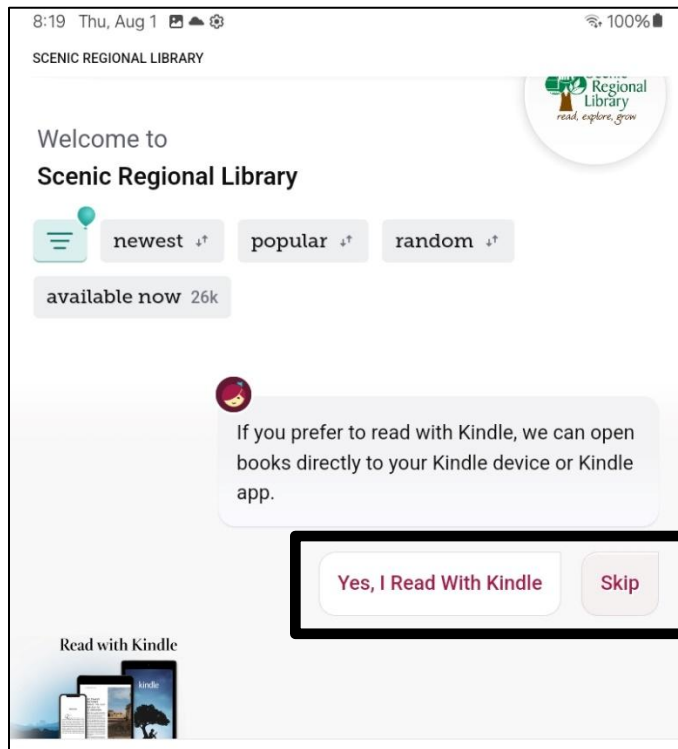 8:19 Thu, Aug 1 100%
SCENIC REGIONAL LIBRARY
Regional
Library
read, explore, grow
Welcome to
Scenic Regional Library
newest
popular
random
available now 26k
If you prefer to read with Kindle, we can open
books directly to your Kindle device or Kindle
app.
Yes, I Read With Kindle
Skip
Read with Kindle
kindle